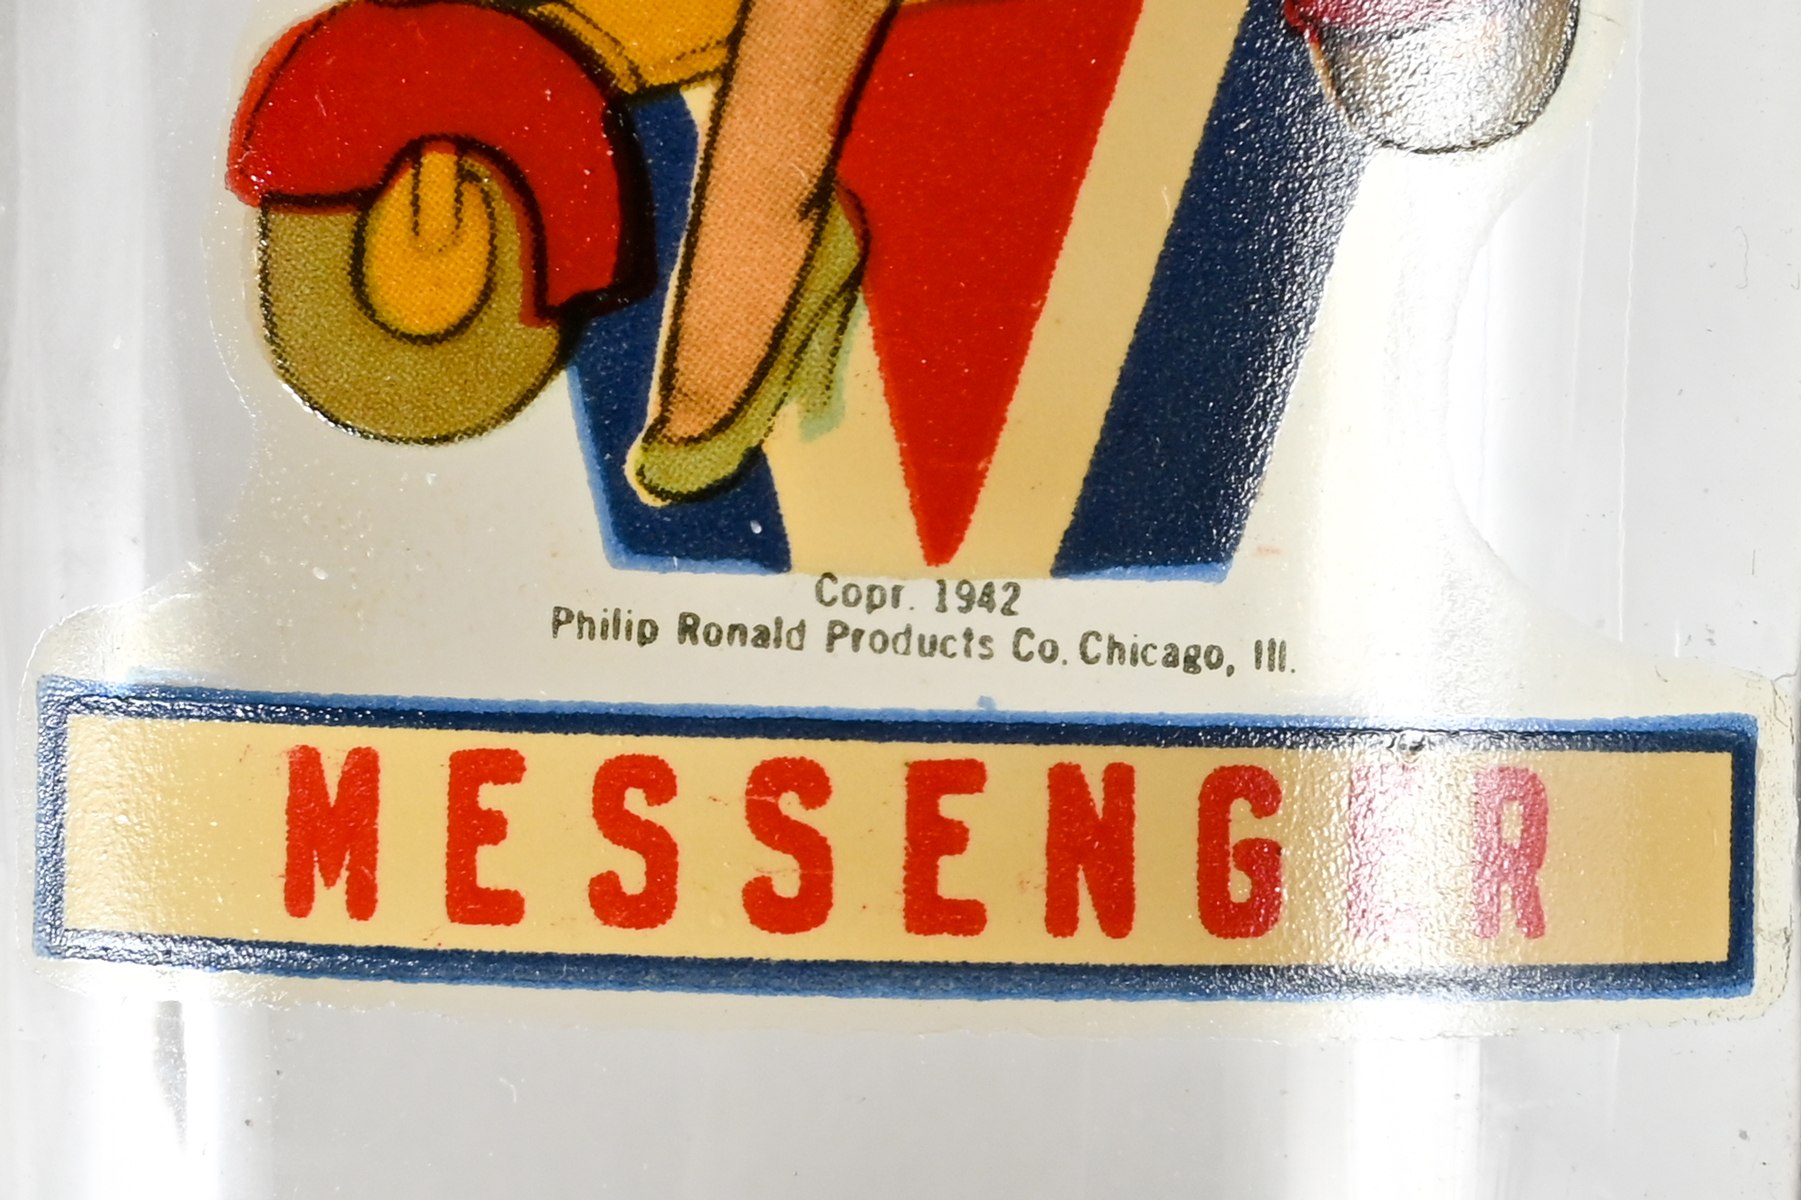 Copr. 1942
Philip Ronald Products Co. Chicago, Ill.
MESSENGER